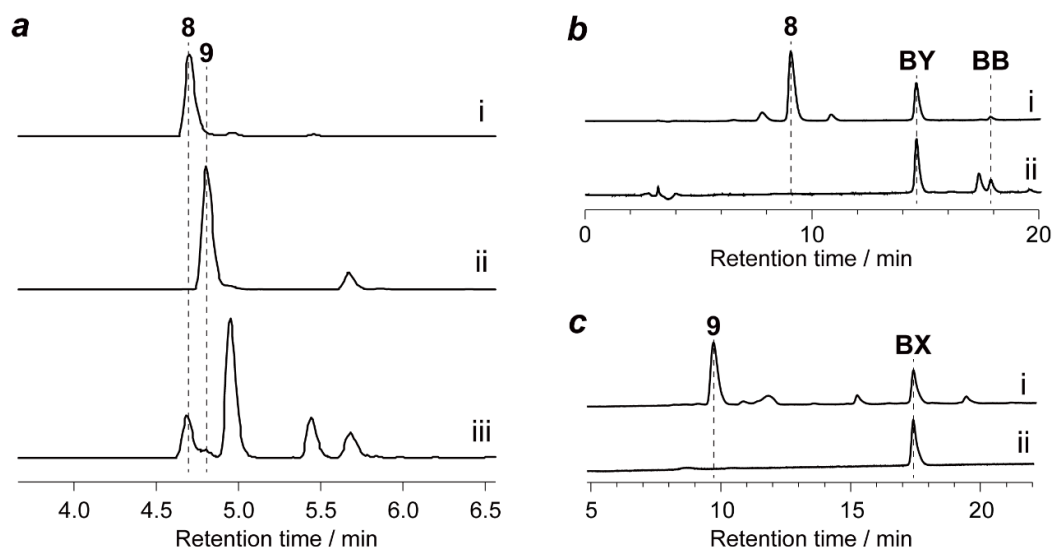 a
8
9
i
ii
iii
4.0 4.5 5.0 5.5 6.0 6.5
Retention time / min
b
8 BY BB
i
ii
0 10 20
Retention time / min
c
9 BX
i
ii
5 10 15 20
Retention time / min